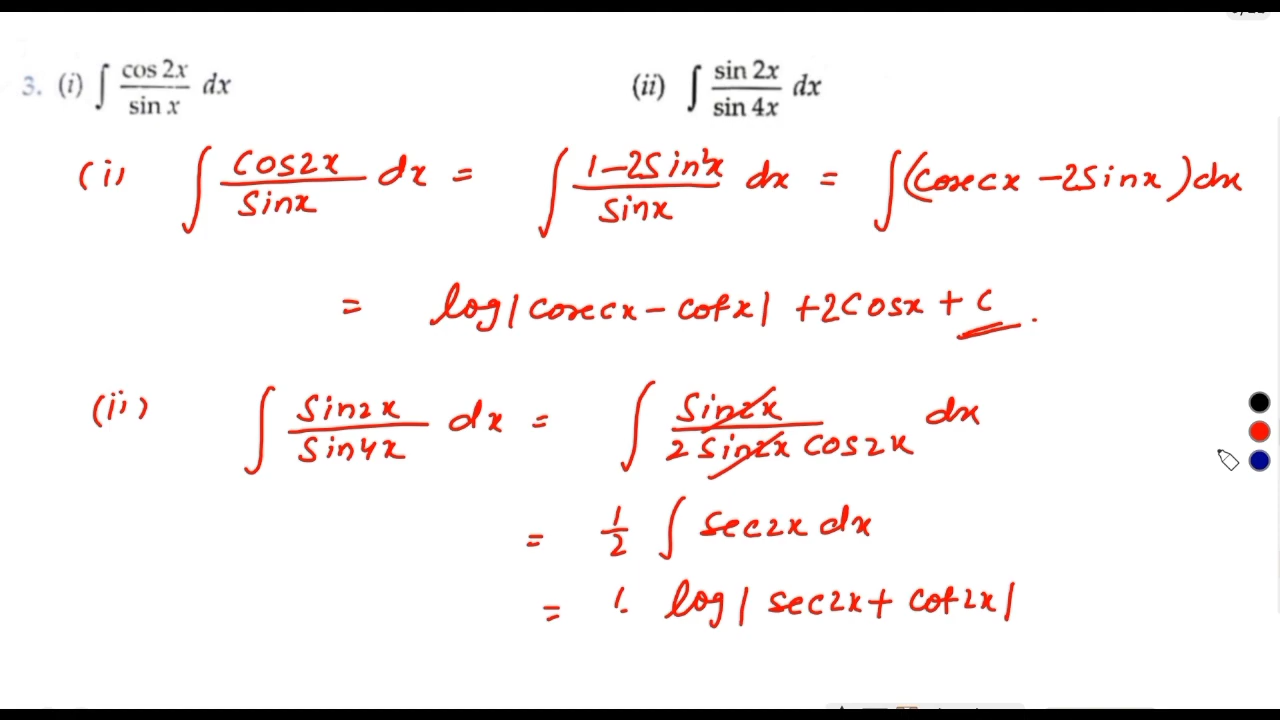 3. (i) ∫ cos 2x / sin x dx (ii) ∫ sin 2x / sin 4x dx
(i) ∫ cos2x / sinx dx = ∫ 1-2sin²x / sinx dx = ∫(cosecx -2sinx)dx
= log|cosecx - cotx| +2cosx + c.
(ii) ∫ sin2x / sin4x dx = ∫ sin2x / 2sin2x cos2x dx
= 1/2 ∫ sec2x dx
= log| sec2x + cot2x|